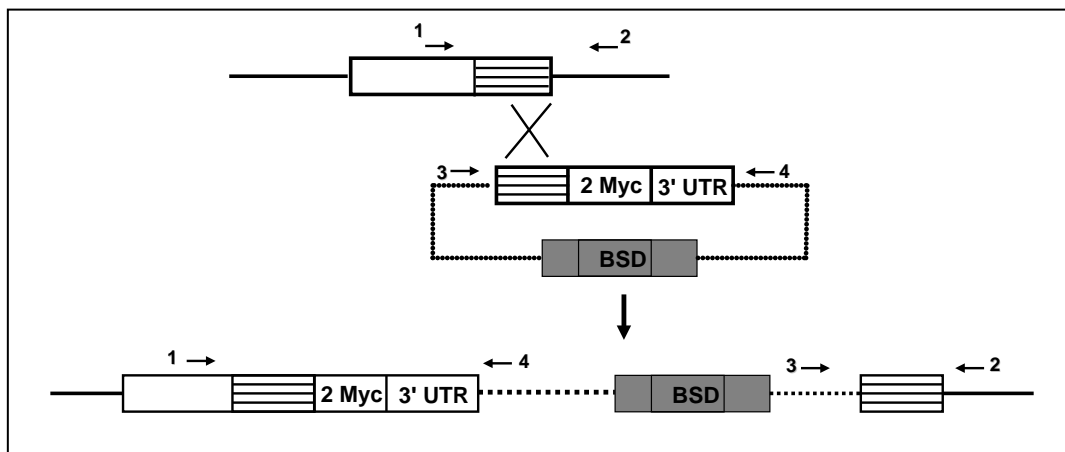 1 2
3 4
2 Myc 3' UTR
BSD
1 4 3 2
2 Myc 3' UTR BSD